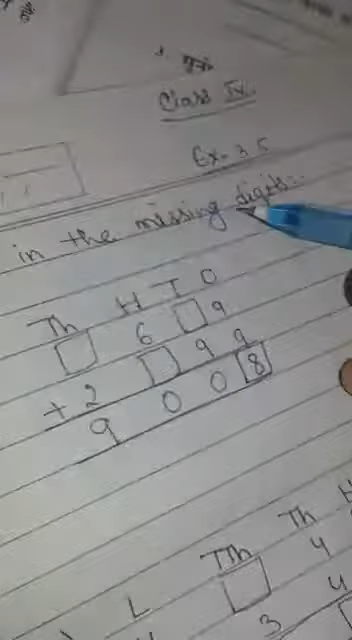 Class IV.
Ex- 3.5
in the missing digits:-
Th H T O
□ 6 □ 9
+ 2 □ 9 9
9 0 0 8
TTh Th H
L □ 4
3 4